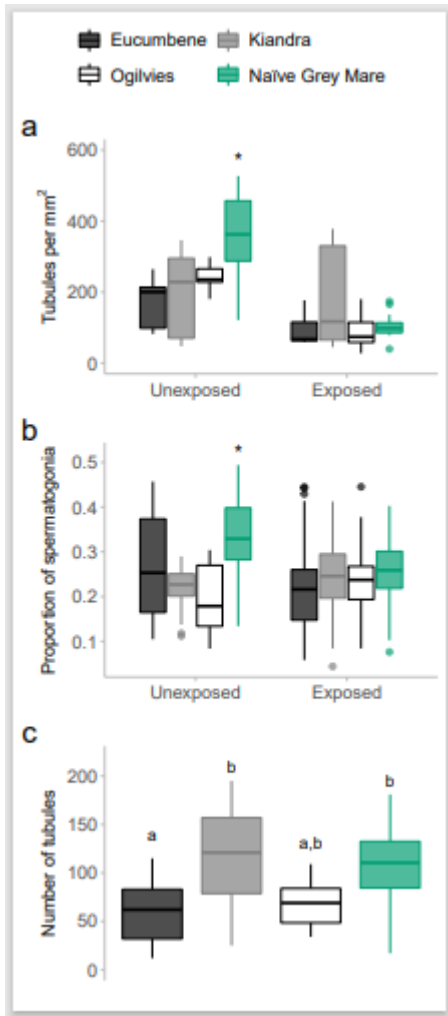 Eucumbene Kiandra
Ogilvies Naïve Grey Mare
a
600
400
200
0
Tubules per mm²
*
Unexposed Exposed
b
0.5
0.4
0.3
0.2
0.1
Proportion of spermatogonia
*
Unexposed Exposed
c
200
150
100
50
0
Number of tubules
a b a,b b